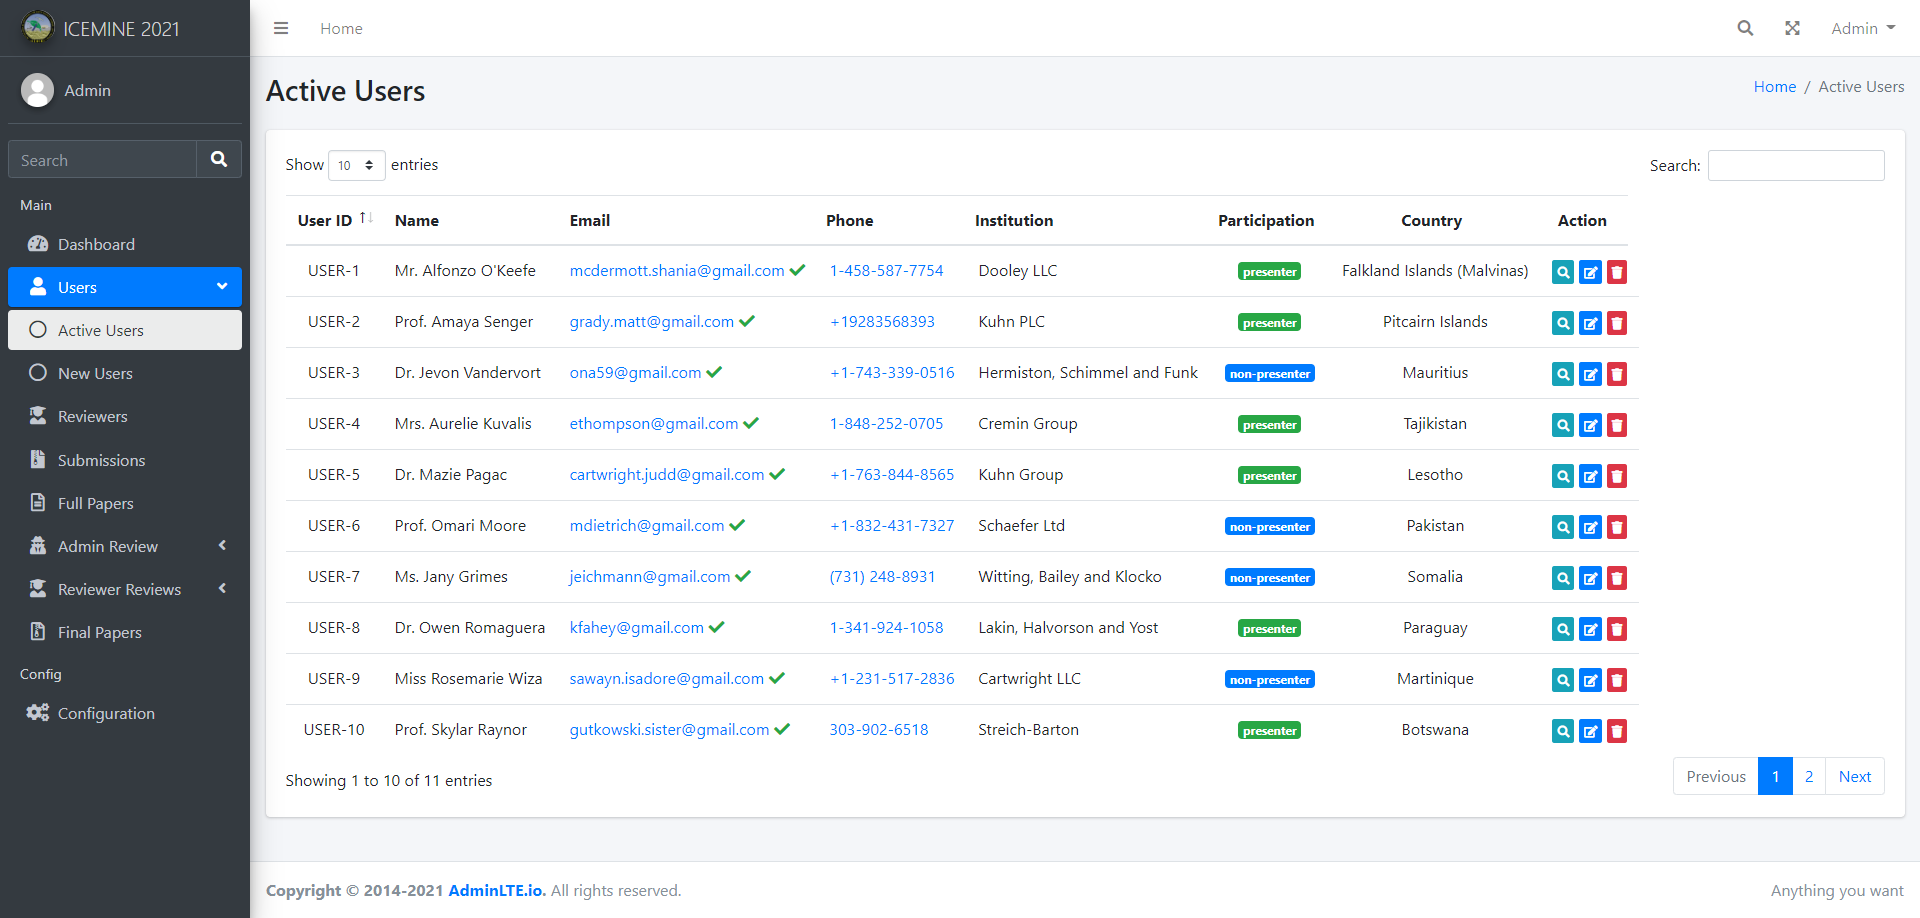 ICEMINE 2021
Home
Admin
Admin
Active Users
Home / Active Users
Search
Show 10 entries
Search:
Main
Dashboard
Users
Active Users
New Users
Reviewers
Submissions
Full Papers
Admin Review
Reviewer Reviews
Final Papers
Config
Configuration
User ID Name Email Phone Institution Participation Country Action
USER-1 Mr. Alfonzo O'Keefe mcdermott.shania@gmail.com 1-458-587-7754 Dooley LLC presenter Falkland Islands (Malvinas)
USER-2 Prof. Amaya Senger grady.matt@gmail.com +19283568393 Kuhn PLC presenter Pitcairn Islands
USER-3 Dr. Jevon Vandervort ona59@gmail.com +1-743-339-0516 Hermiston, Schimmel and Funk non-presenter Mauritius
USER-4 Mrs. Aurelie Kuvalis ethompson@gmail.com 1-848-252-0705 Cremin Group presenter Tajikistan
USER-5 Dr. Mazie Pagac cartwright.judd@gmail.com +1-763-844-8565 Kuhn Group presenter Lesotho
USER-6 Prof. Omari Moore mdietrich@gmail.com +1-832-431-7327 Schaefer Ltd non-presenter Pakistan
USER-7 Ms. Jany Grimes jeichmann@gmail.com (731) 248-8931 Witting, Bailey and Klocko non-presenter Somalia
USER-8 Dr. Owen Romaguera kfahey@gmail.com 1-341-924-1058 Lakin, Halvorson and Yost presenter Paraguay
USER-9 Miss Rosemarie Wiza sawayn.isadore@gmail.com +1-231-517-2836 Cartwright LLC non-presenter Martinique
USER-10 Prof. Skylar Raynor gutkowski.sister@gmail.com 303-902-6518 Streich-Barton presenter Botswana
Showing 1 to 10 of 11 entries
Previous 1 2 Next
Copyright © 2014-2021 AdminLTE.io. All rights reserved.
Anything you want